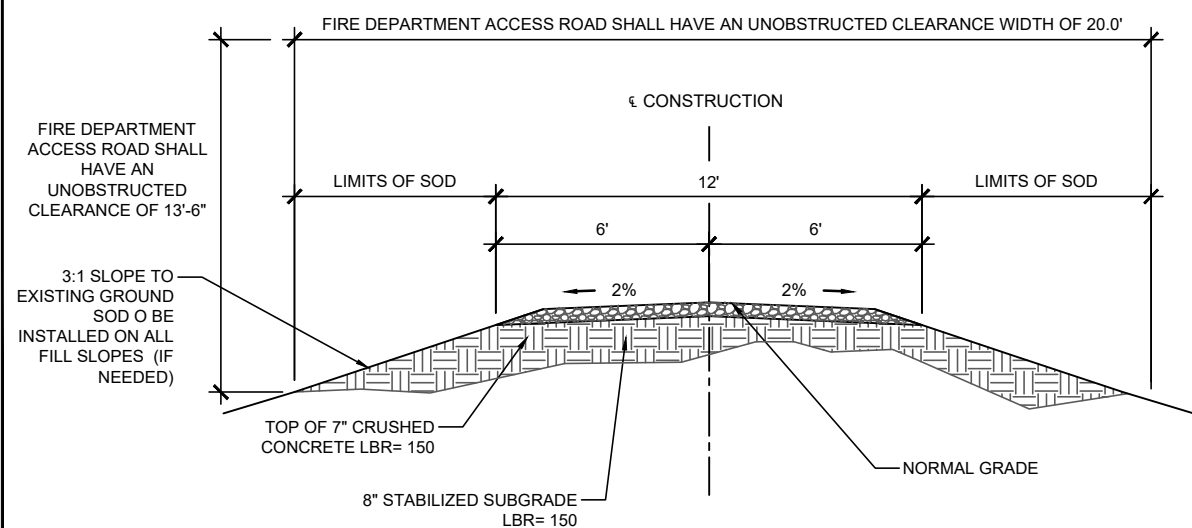 FIRE DEPARTMENT ACCESS ROAD SHALL HAVE AN UNOBSTRUCTED CLEARANCE WIDTH OF 20.0'
℄ CONSTRUCTION
FIRE DEPARTMENT
ACCESS ROAD SHALL
HAVE AN
UNOBSTRUCTED
CLEARANCE OF 13'-6"
LIMITS OF SOD
12'
LIMITS OF SOD
6'
6'
3:1 SLOPE TO
EXISTING GROUND
SOD O BE
INSTALLED ON ALL
FILL SLOPES (IF
NEEDED)
2%
2%
TOP OF 7" CRUSHED
CONCRETE LBR= 150
NORMAL GRADE
8" STABILIZED SUBGRADE
LBR= 150